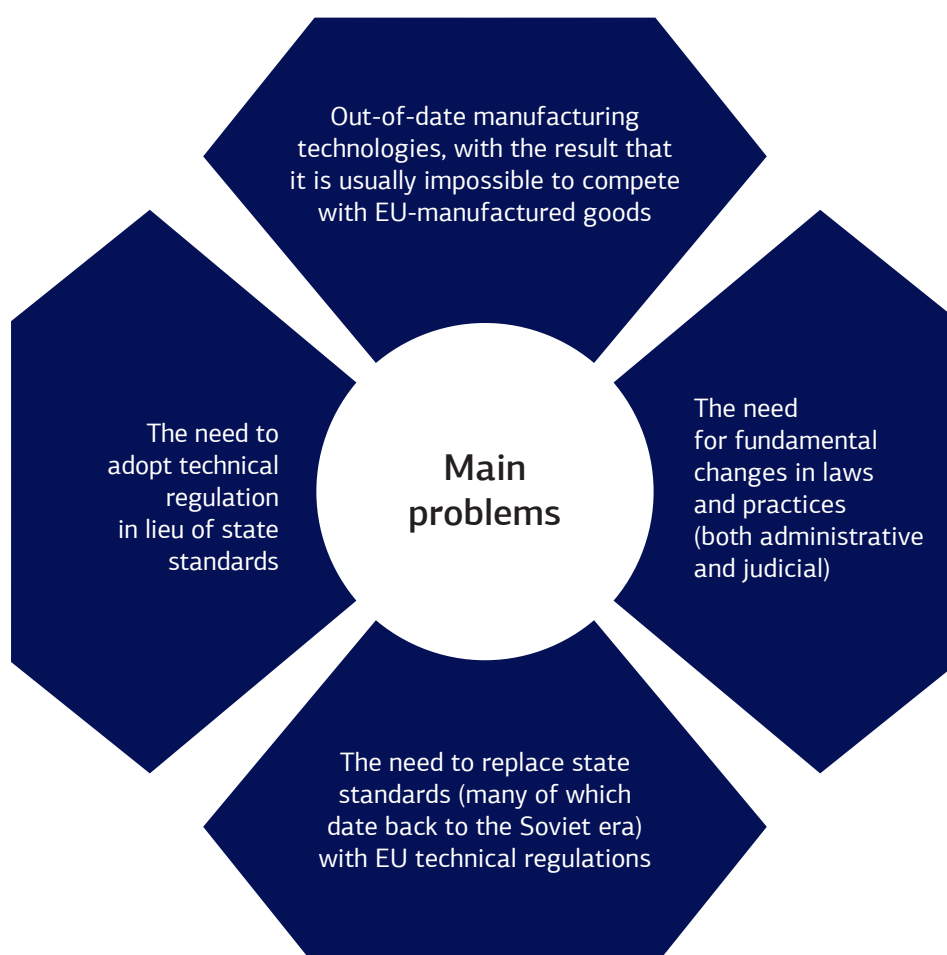 Out-of-date manufacturing
technologies, with the result that
it is usually impossible to compete
with EU-manufactured goods
The need to
adopt technical
regulation
in lieu of state
standards
Main
problems
The need
for fundamental
changes in laws
and practices
(both administrative
and judicial)
The need to replace state
standards (many of which
date back to the Soviet era)
with EU technical regulations